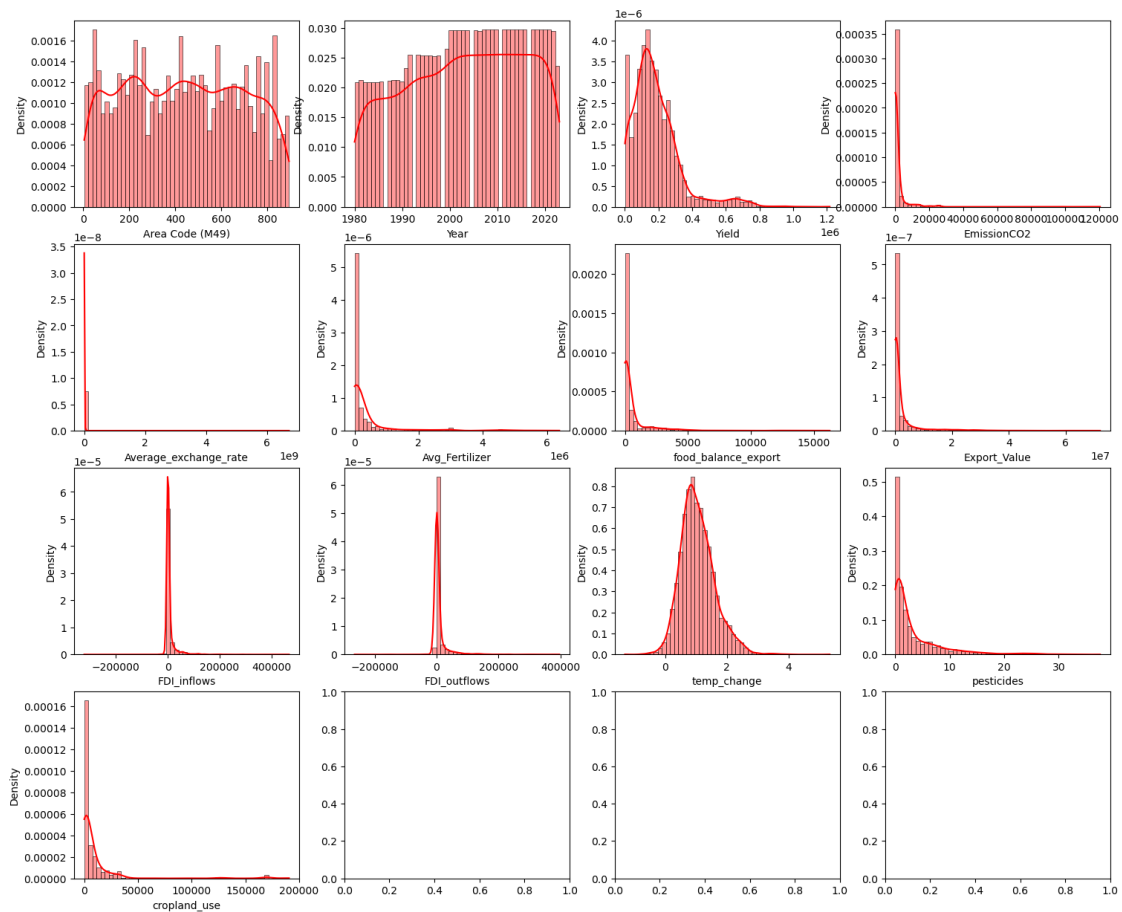 1e−6
0.0016
0.0014
0.0012
0.0010
0.0008
0.0006
0.0004
0.0002
0.0000
Density
0 200 400 600 800
Area Code (M49)
0.030
0.025
0.020
0.015
0.010
0.005
0.000
Density
1980 1990 2000 2010 2020
Year
4.5
4.0
3.5
3.0
2.5
2.0
1.5
1.0
0.5
0.0
Density
0.0 0.2 0.4 0.6 0.8 1.0 1.2
1e6
Yield
0.00035
0.00030
0.00025
0.00020
0.00015
0.00010
0.00005
0.00000
Density
0 20000 40000 60000 80000 100000 120000
EmissionCO2
1e−8
3.5
3.0
2.5
2.0
1.5
1.0
0.5
0.0
Density
0 2 4 6
1e9
Average_exchange_rate
1e−6
5
4
3
2
1
0
Density
0 2 4 6
1e6
Avg_Fertilizer
0.0020
0.0015
0.0010
0.0005
0.0000
Density
0 5000 10000 15000
food_balance_export
1e−7
5
4
3
2
1
0
Density
0 2 4 6
1e7
Export_Value
1e−5
6
5
4
3
2
1
0
Density
−200000 0 200000 400000
FDI_inflows
1e−5
6
5
4
3
2
1
0
Density
−200000 0 200000 400000
FDI_outflows
0.8
0.7
0.6
0.5
0.4
0.3
0.2
0.1
0.0
Density
0 2 4
temp_change
0.5
0.4
0.3
0.2
0.1
0.0
Density
0 10 20 30
pesticides
0.00016
0.00014
0.00012
0.00010
0.00008
0.00006
0.00004
0.00002
0.00000
Density
0 50000 100000 150000 200000
cropland_use
1.0
0.8
0.6
0.4
0.2
0.0
0.0 0.2 0.4 0.6 0.8 1.0
1.0
0.8
0.6
0.4
0.2
0.0
0.0 0.2 0.4 0.6 0.8 1.0
1.0
0.8
0.6
0.4
0.2
0.0
0.0 0.2 0.4 0.6 0.8 1.0